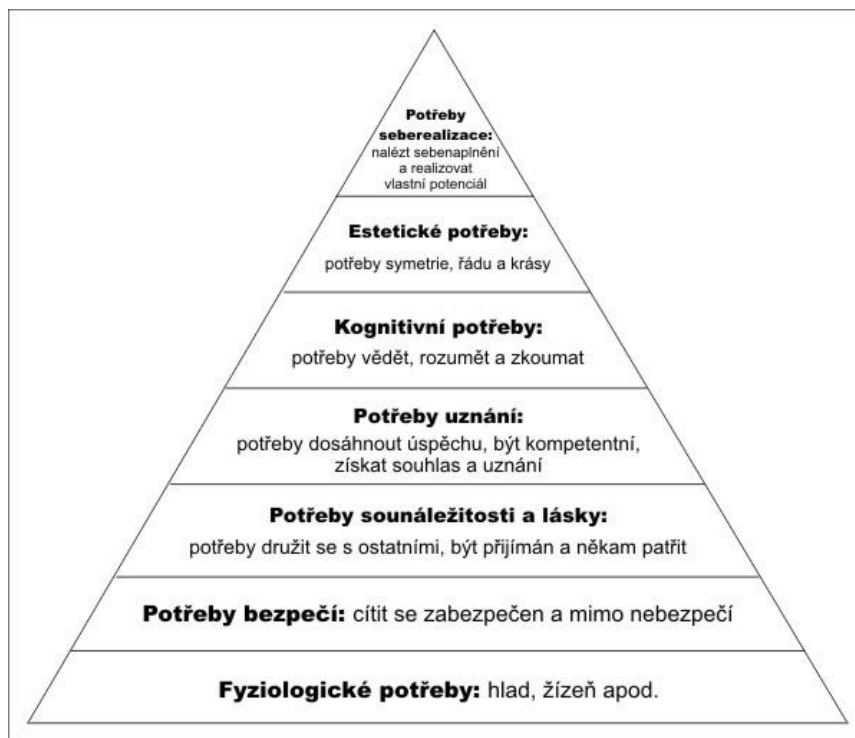 Potřeby
seberealizace:
nalézt sebenaplnění
a realizovat
vlastní potenciál
Estetické potřeby:
potřeby symetrie, řádu a krásy
Kognitivní potřeby:
potřeby vědět, rozumět a zkoumat
Potřeby uznání:
potřeby dosáhnout úspěchu, být kompetentní,
získat souhlas a uznání
Potřeby sounáležitosti a lásky:
potřeby družit se s ostatními, být přijímán a někam patřit
Potřeby bezpečí: cítit se zabezpečen a mimo nebezpečí
Fyziologické potřeby: hlad, žízeň apod.